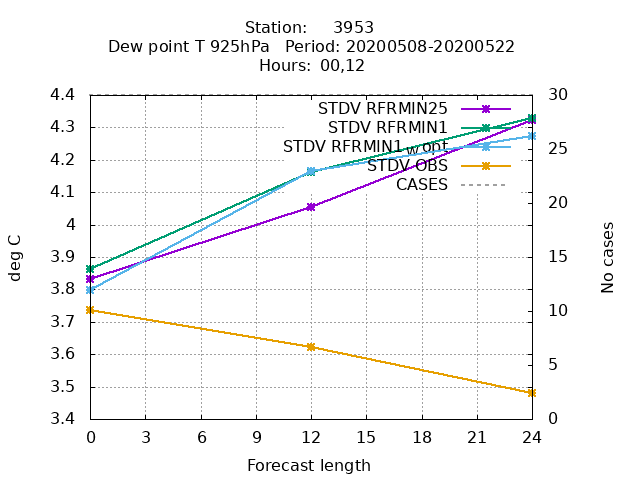 Station: 3953
Dew point T 925hPa Period: 20200508-20200522
Hours: 00,12
4.4
4.3
4.2
4.1
4
3.9
3.8
3.7
3.6
3.5
3.4
deg C
STDV RFRMIN25
STDV RFRMIN1
STDV RFRMIN1wopt
STDV OBS
CASES
30
25
20
15
10
5
0
No cases
0 3 6 9 12 15 18 21 24
Forecast length